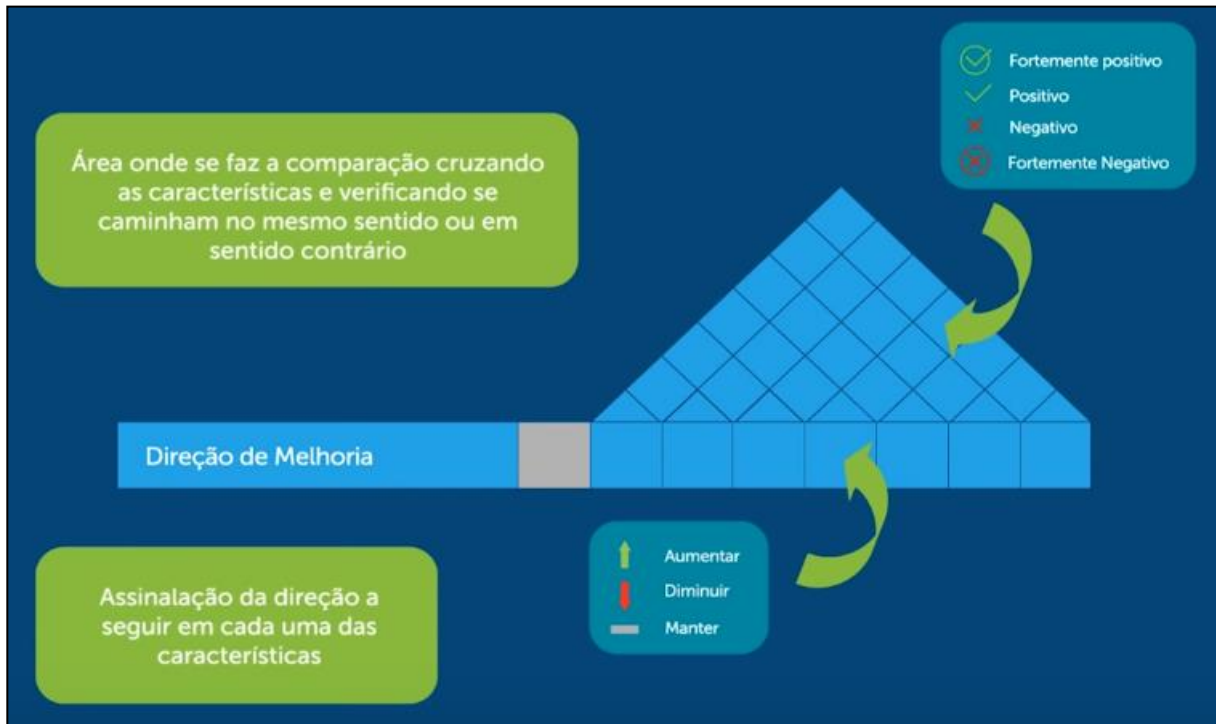 Fortemente positivo
Positivo
Negativo
Fortemente Negativo
Área onde se faz a comparação cruzando
as características e verificando se
caminham no mesmo sentido ou em
sentido contrário
Direção de Melhoria
Aumentar
Diminuir
Manter
Assinalação da direção a
seguir em cada uma das
características